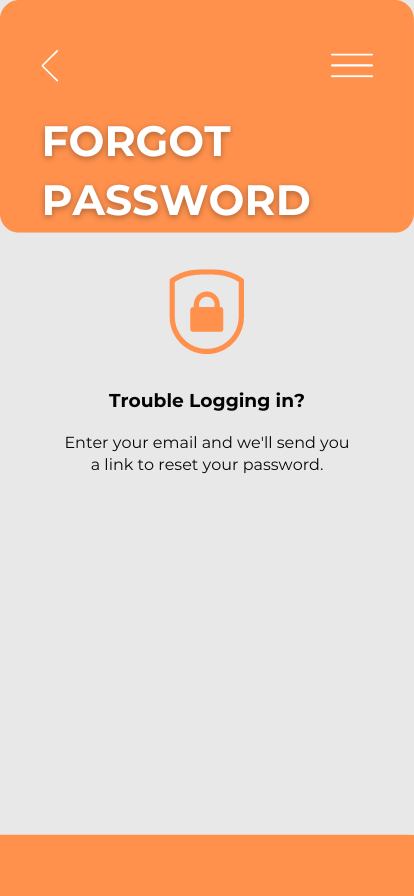 FORGOT
PASSWORD
Trouble Logging in?
Enter your email and we'll send you
a link to reset your password.